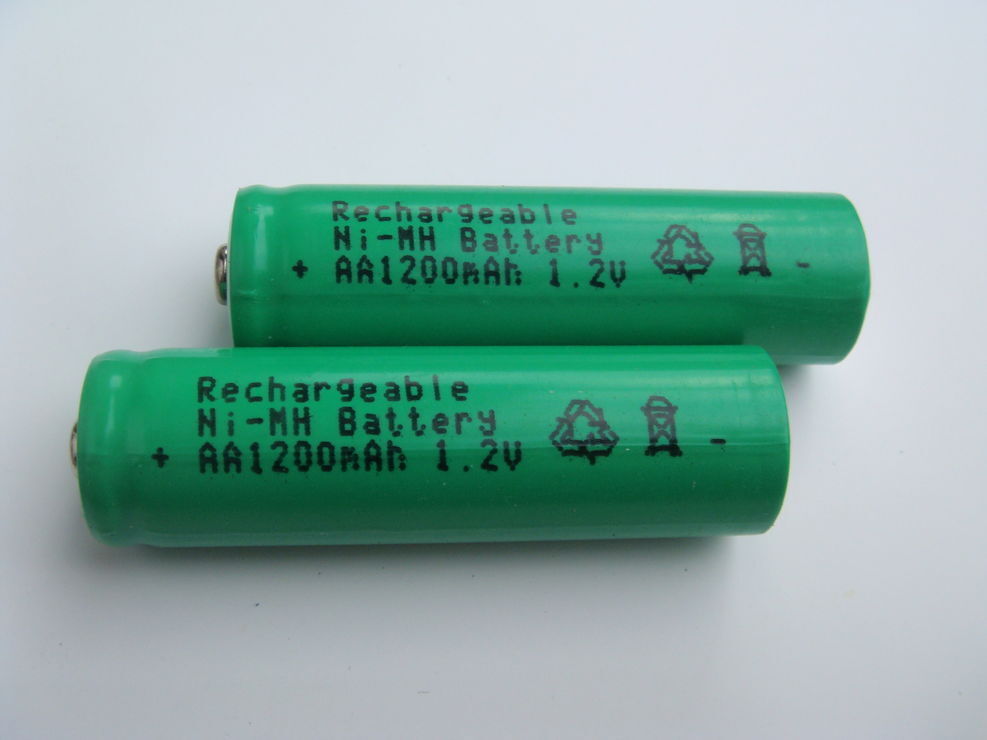 Rechargeable
Ni-MH Battery
+ AA1200mAh 1.2V -
Rechargeable
Ni-MH Battery
+ AA1200mAh 1.2V -